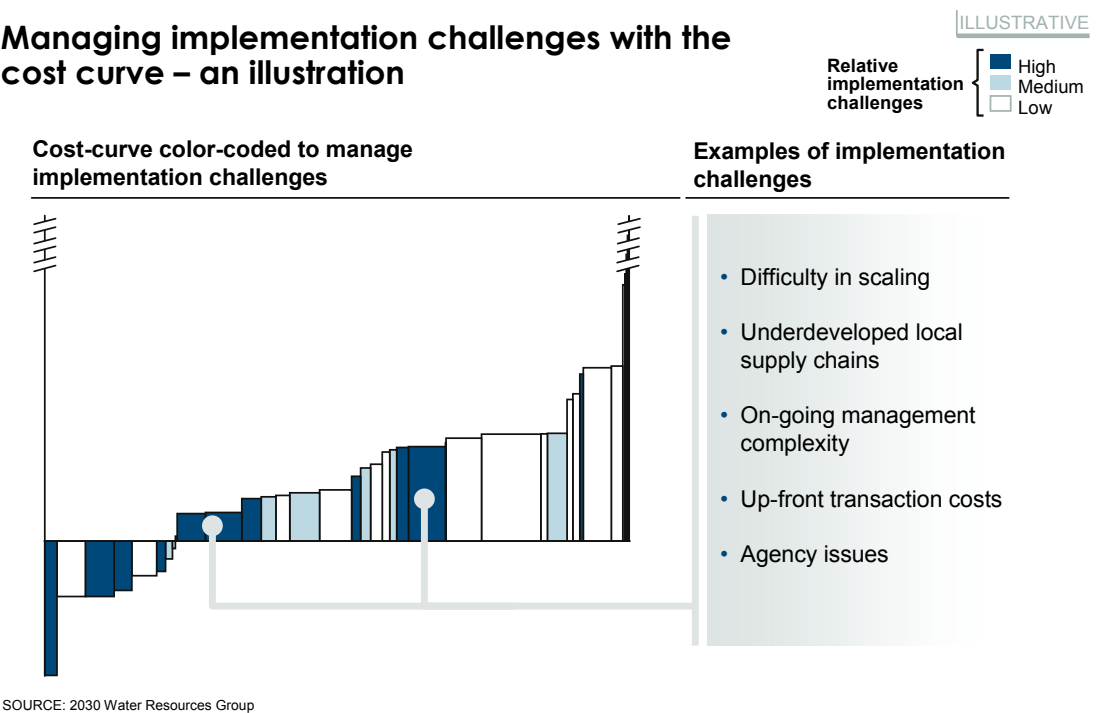 ILLUSTRATIVE
Managing implementation challenges with the
cost curve – an illustration
Relative
implementation
challenges
High
Medium
Low
Cost-curve color-coded to manage
implementation challenges
Examples of implementation
challenges
• Difficulty in scaling
• Underdeveloped local
supply chains
• On-going management
complexity
• Up-front transaction costs
• Agency issues
SOURCE: 2030 Water Resources Group